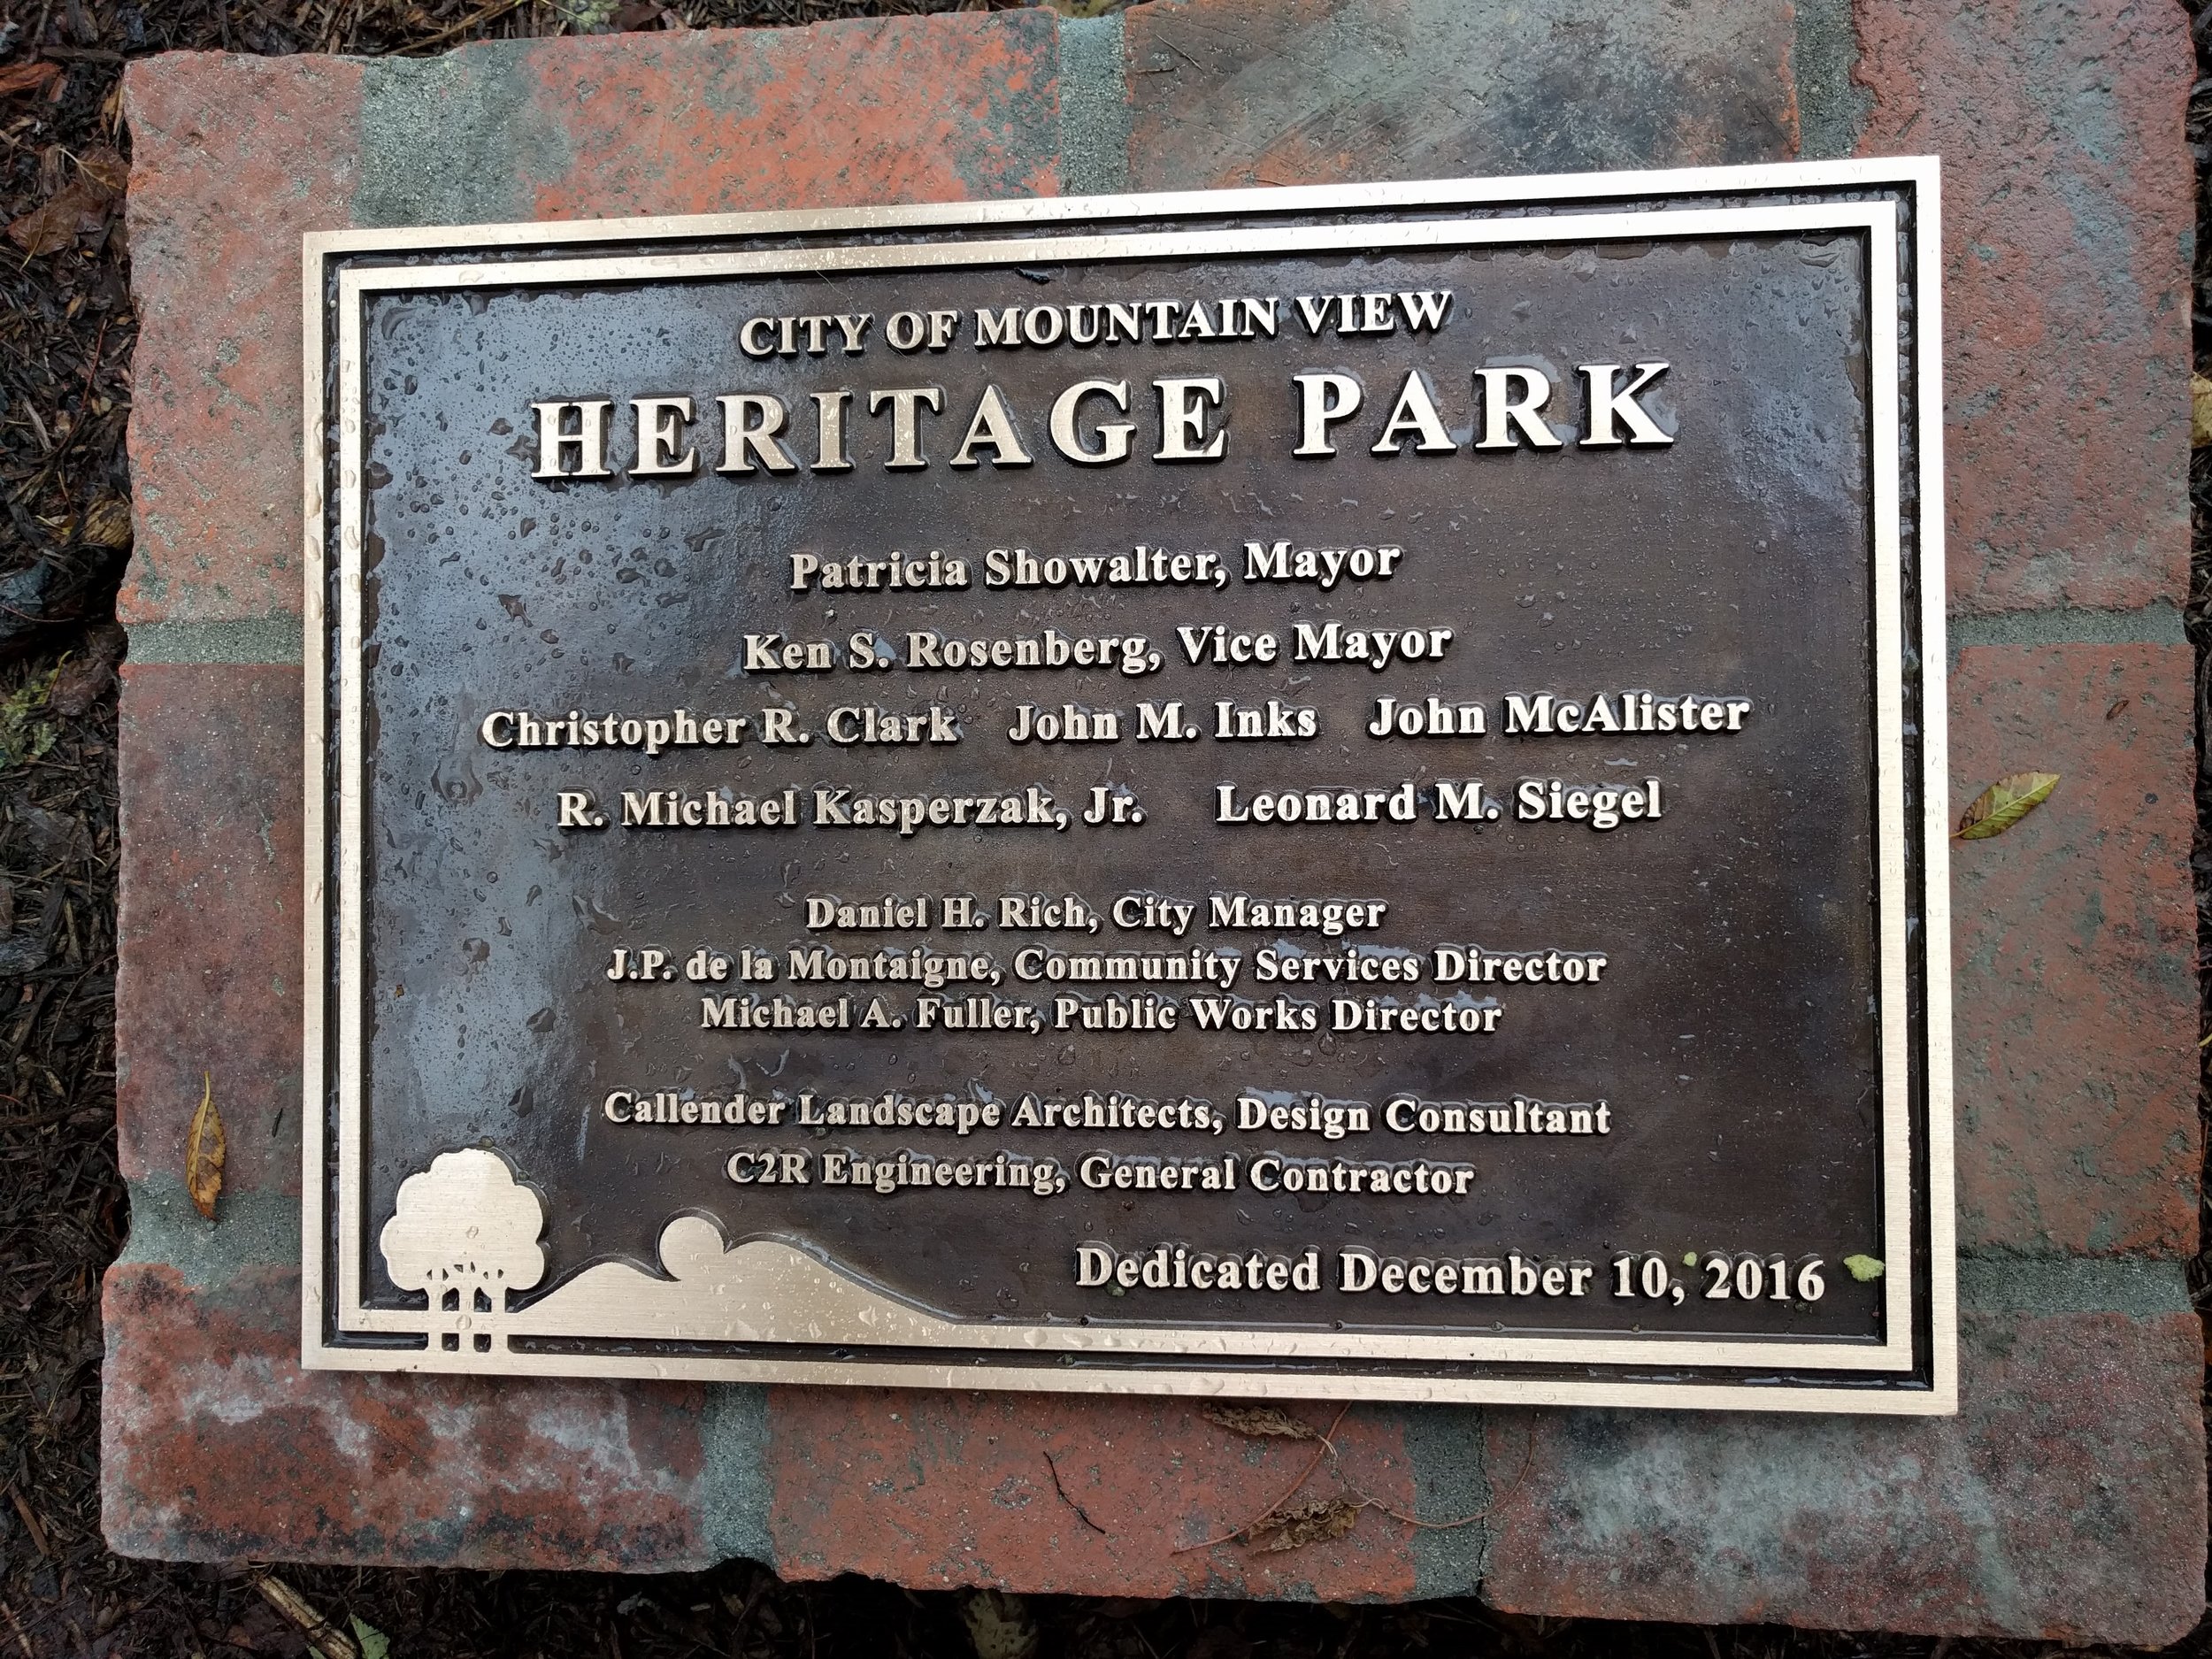 CITY OF MOUNTAIN VIEW
HERITAGE PARK
Patricia Showalter, Mayor
Ken S. Rosenberg, Vice Mayor
Christopher R. Clark John M. Inks John McAlister
R. Michael Kasperzak, Jr. Leonard M. Siegel
Daniel H. Rich, City Manager
J.P. de la Montaigne, Community Services Director
Michael A. Fuller, Public Works Director
Callender Landscape Architects, Design Consultant
C2R Engineering, General Contractor
Dedicated December 10, 2016